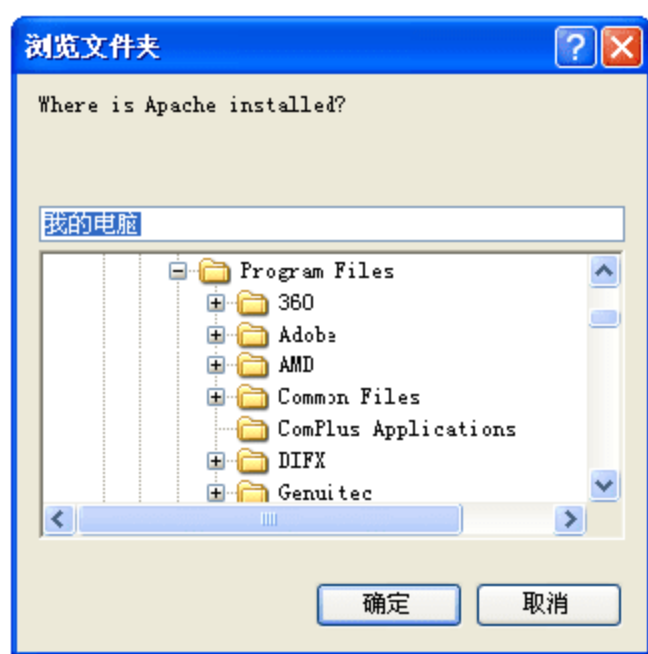 浏览文件夹
Where is Apache installed?
我的电脑
Program Files
360
Adobe
AMD
Common Files
ComPlus Applications
DIFX
Genuitec
确定
取消